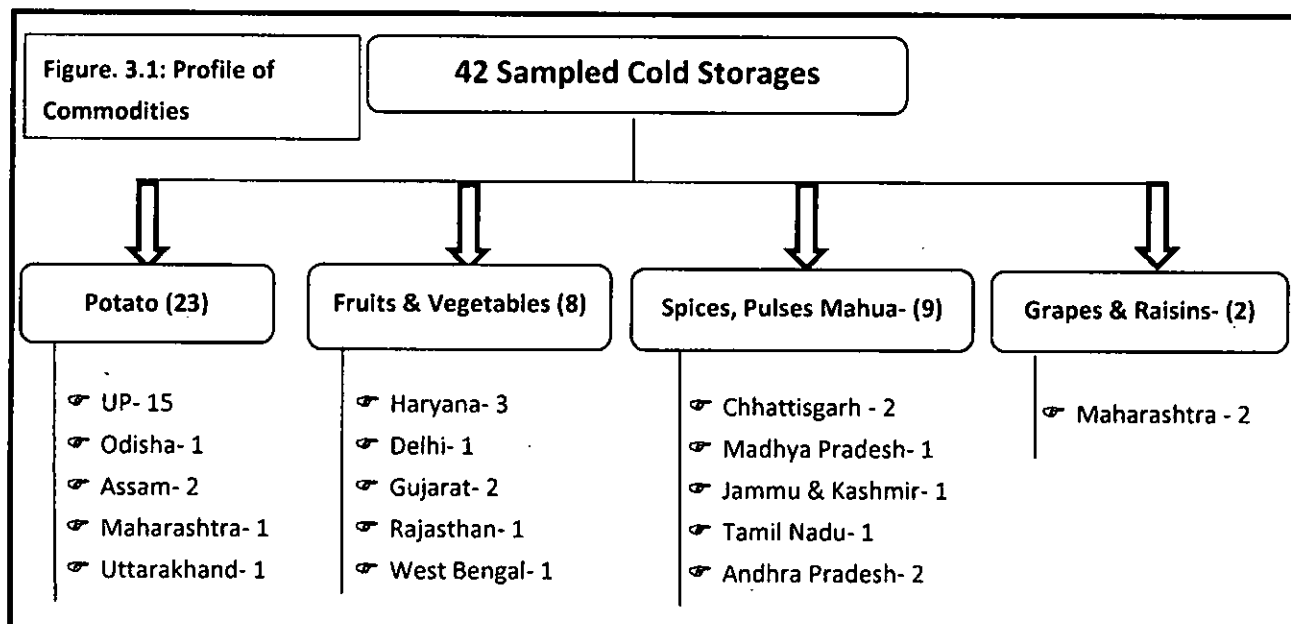 Figure. 3.1: Profile of
Commodities
42 Sampled Cold Storages
Potato (23)
Fruits & Vegetables (8)
Spices, Pulses Mahua- (9)
Grapes & Raisins- (2)
☞ UP- 15
☞ Odisha- 1
☞ Assam- 2
☞ Maharashtra- 1
☞ Uttarakhand- 1
☞ Haryana- 3
☞ Delhi- 1
☞ Gujarat- 2
☞ Rajasthan- 1
☞ West Bengal- 1
☞ Chhattisgarh - 2
☞ Madhya Pradesh- 1
☞ Jammu & Kashmir- 1
☞ Tamil Nadu- 1
☞ Andhra Pradesh- 2
☞ Maharashtra - 2